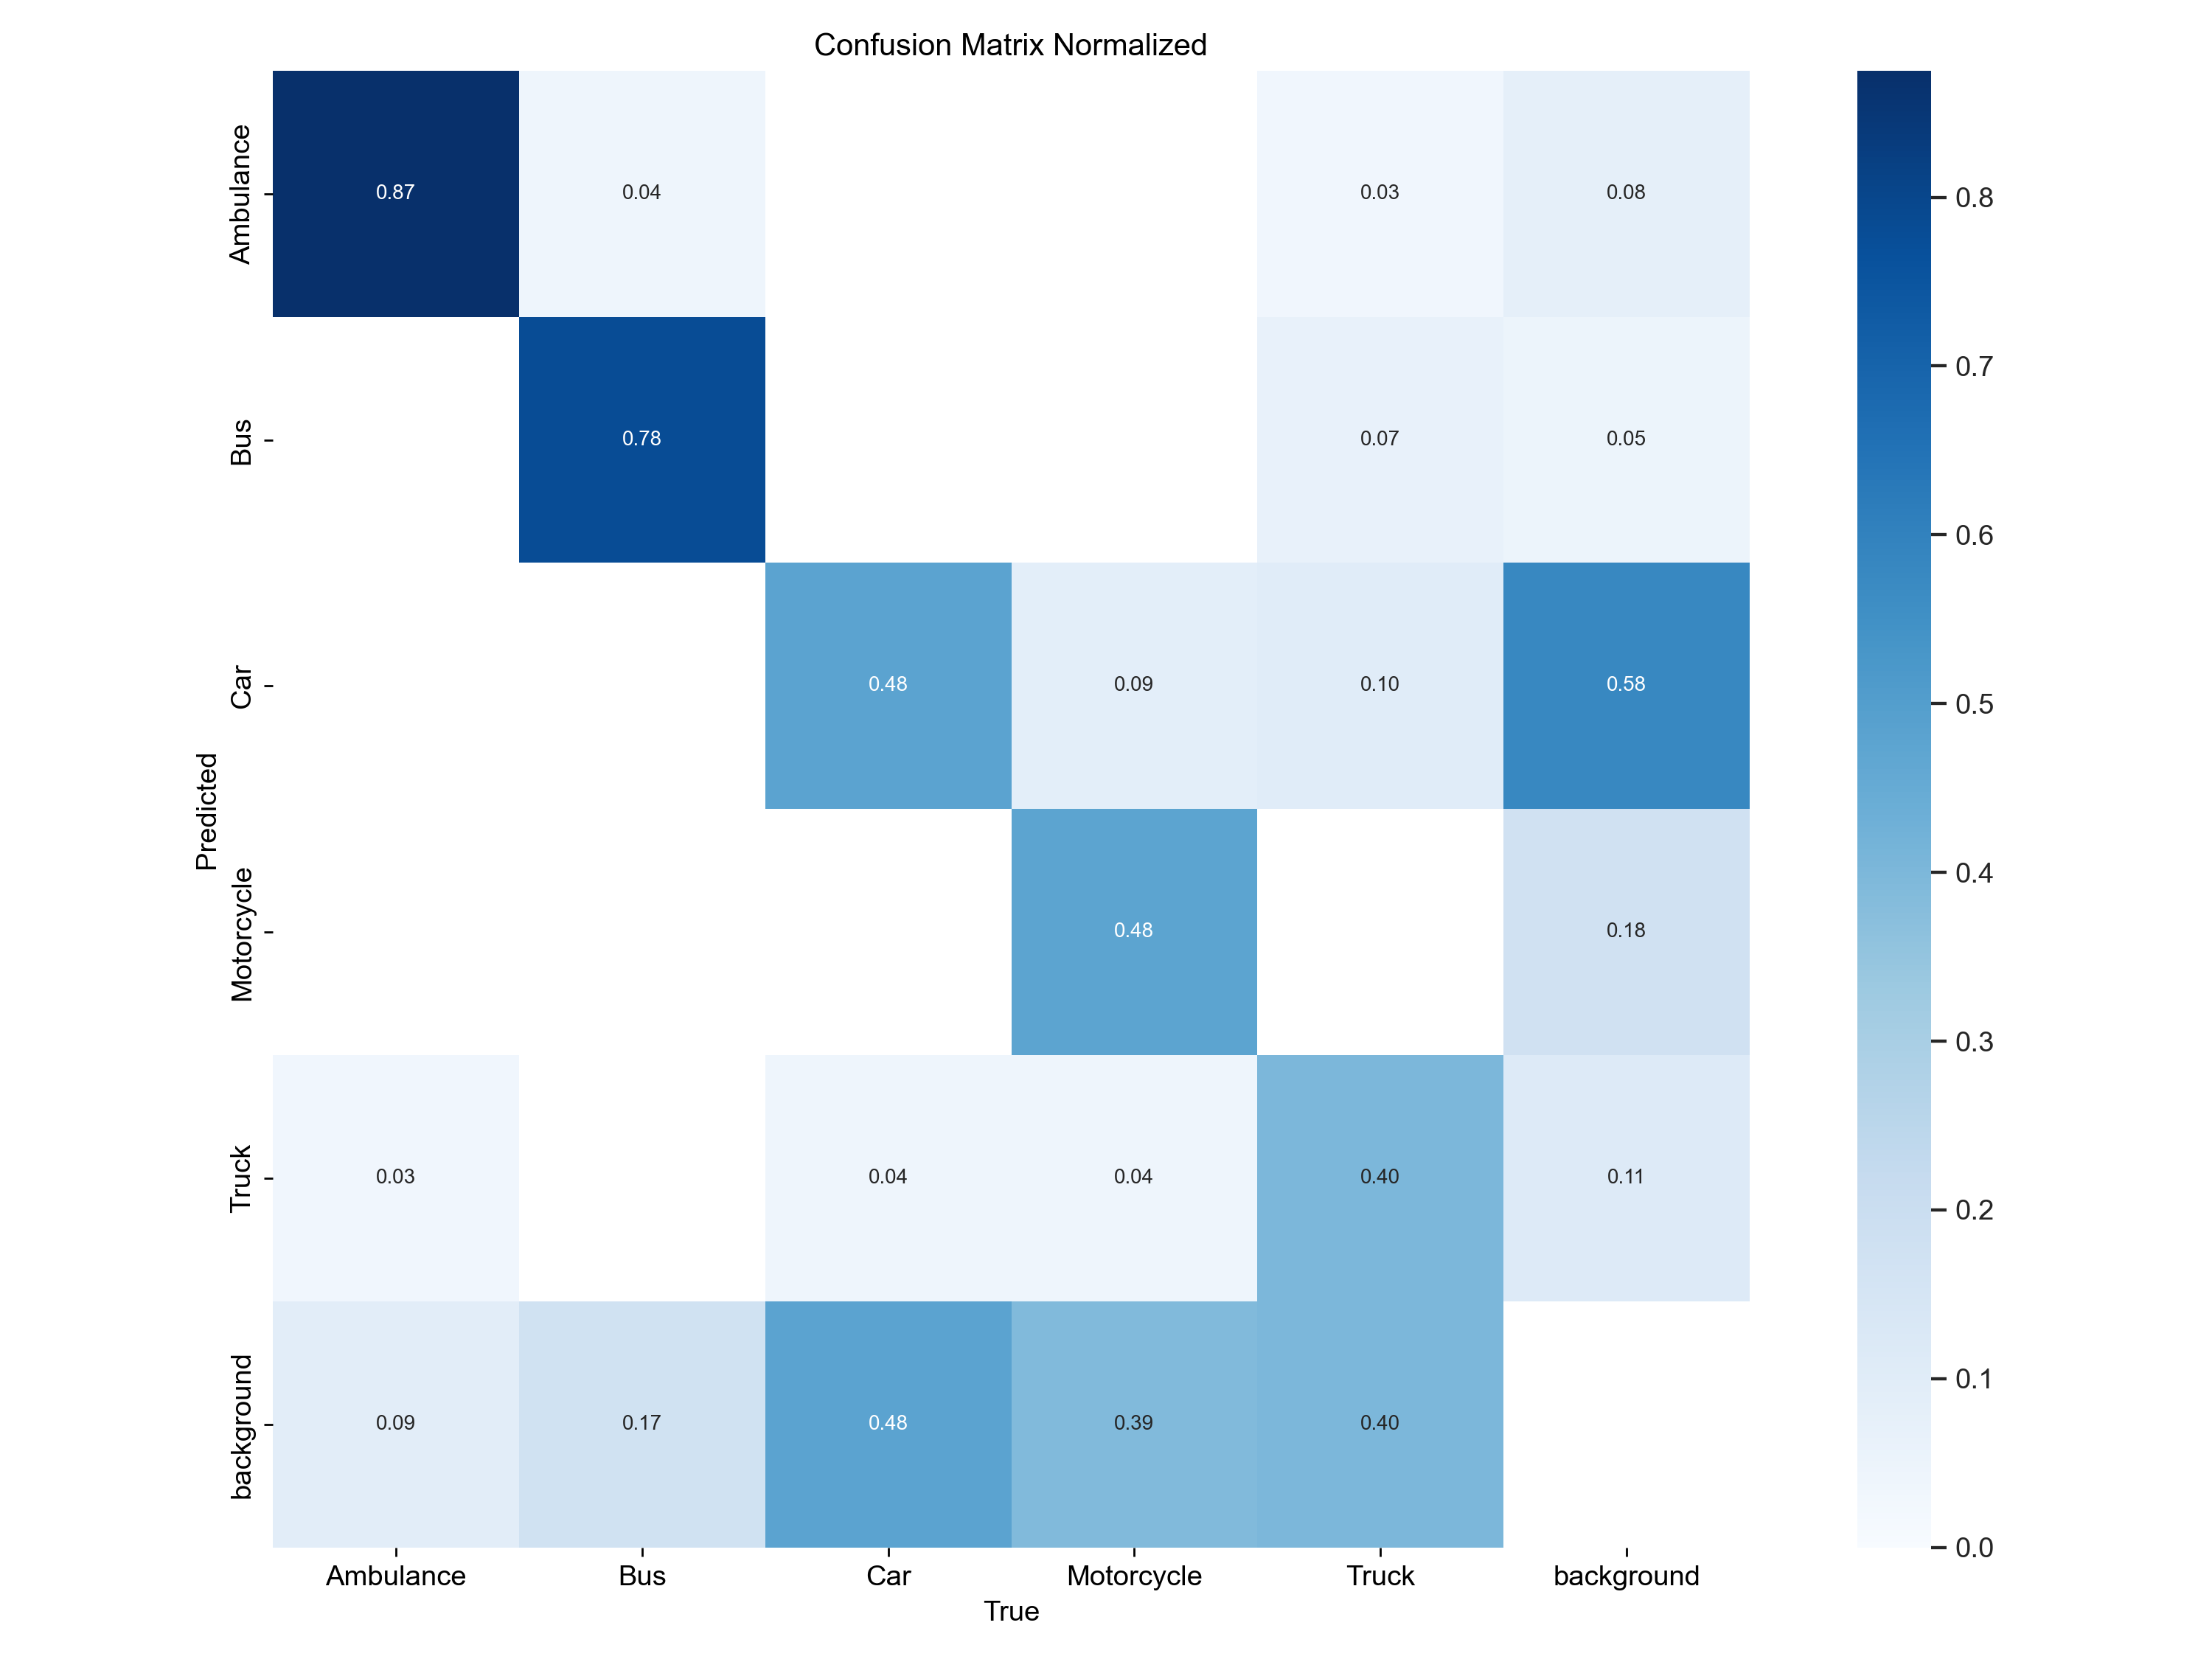 Confusion Matrix Normalized
Ambulance 0.87 0.04 0.03 0.08
Bus 0.78 0.07 0.05
Car 0.48 0.09 0.10 0.58
Motorcycle 0.48 0.18
Truck 0.03 0.04 0.04 0.40 0.11
background 0.09 0.17 0.48 0.39 0.40
Predicted
Ambulance Bus Car Motorcycle Truck background
True
0.8
0.7
0.6
0.5
0.4
0.3
0.2
0.1
0.0